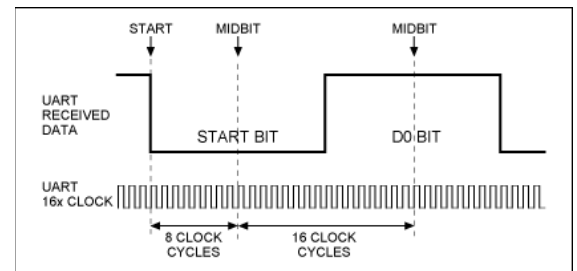 START MIDBIT MIDBIT
UART
RECEIVED
DATA
START BIT D0 BIT
UART
16x CLOCK
8 CLOCK
CYCLES
16 CLOCK
CYCLES